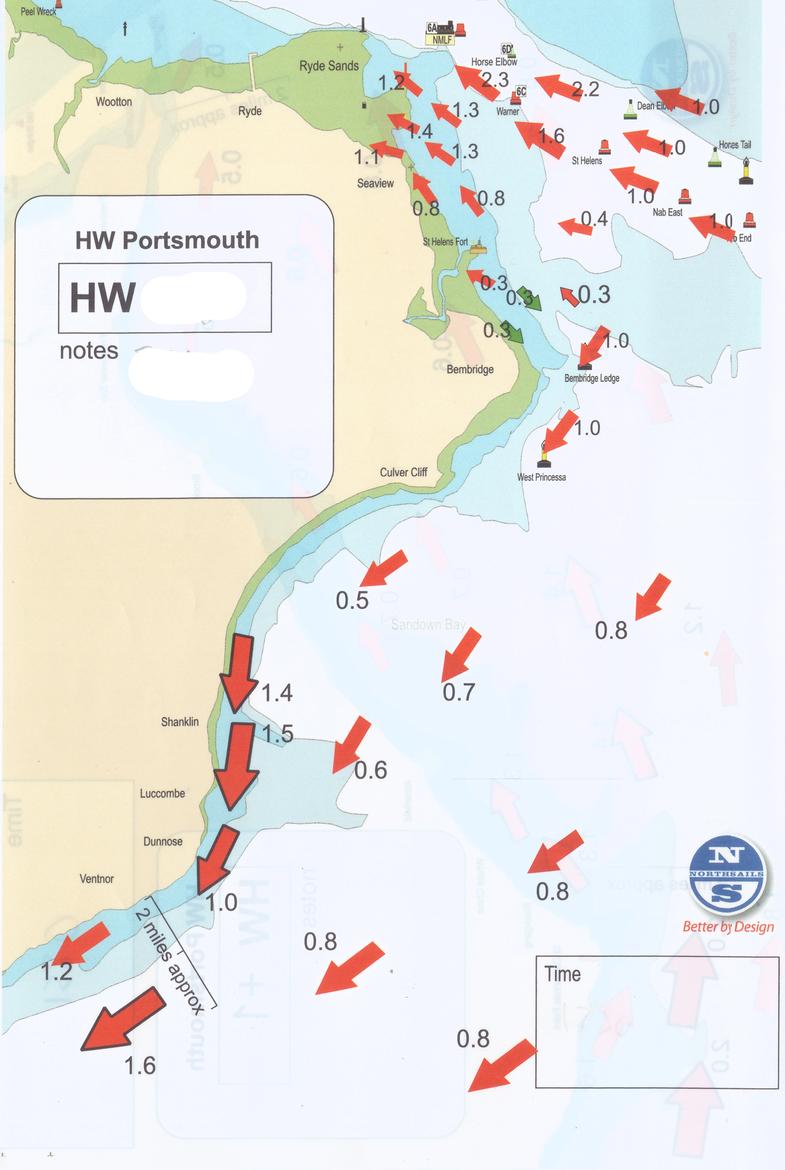 Peel Wreck
6A
NMLF
Ryde Sands
6D
Horse Elbow
1.2
2.3
6C
2.2
Wootton
Ryde
Warner
1.3
Dean Elbow
1.0
1.4
1.6
1.1
1.3
St Helens
1.0
Hores Tail
Seaview
0.8
0.8
1.0
Nab East
0.4
1.0
End
HW Portsmouth
St Helens Fort
HW
0.3
0.3
0.3
notes
0.3
1.0
Bembridge
Bembridge Ledge
1.0
Culver Cliff
West Princessa
0.5
Sandown Bay
0.8
0.7
1.4
Shanklin
1.5
0.6
Luccombe
Dunnose
Ventnor
1.0
0.8
N
NORTHSAILS
S
Better by Design
2 miles approx
0.8
1.2
Time
0.8
1.6